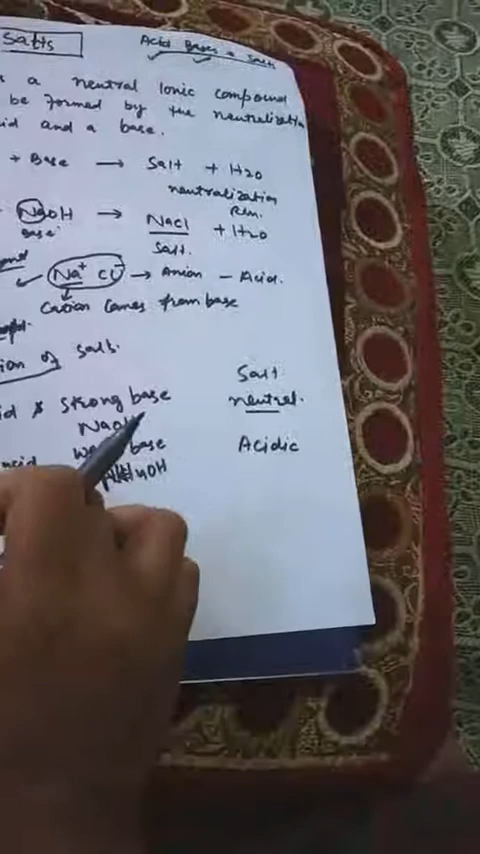 Salts
Acid Bases & Salts
a neutral Ionic compound
be formed by the neutralization
and a base.
+ Base → Salt + H2O
neutralization
Rxn.
NaOH → NaCl + H2O
Base Salt.
Na+ Cl- → Anion - Acid.
Cation Comes from base
of salts.
Salt
Strong base neutral.
NaOH
base Acidic
acid
NH4OH